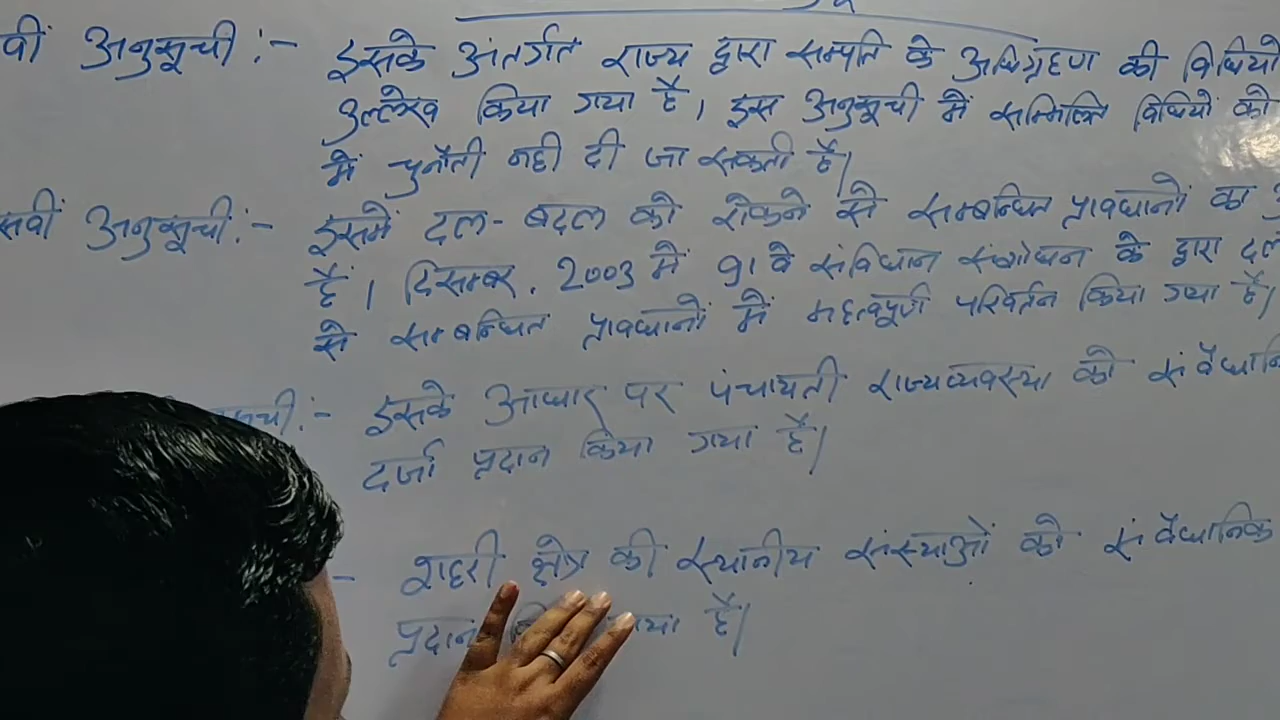 वीं अनुसूची :- इसके अंतर्गत राज्य द्वारा सम्पति के अधिग्रहण की विधियो
उल्लेख किया गया है। इस अनुसूची में सम्मिलित विधियों को
में चुनौती नही दी जा सकती है।
सवीं अनुसूची :- इसमें दल-बदल को रोकने से सम्बन्धित प्रावधानों का
है। दिसम्बर, 2003 में 91 वे संविधान संशोधन के द्वारा दल
से सम्बन्धित प्रावधानों में महत्वपूर्ण परिवर्तन किया गया है।
ची :- इसके आधार पर पंचायती राज्यव्यवस्था को संवैधानि
दर्जा प्रदान किया गया है।
- शहरी क्षेत्र की स्थानीय संस्थाओं को संवैधानिक
प्रदान गया है।